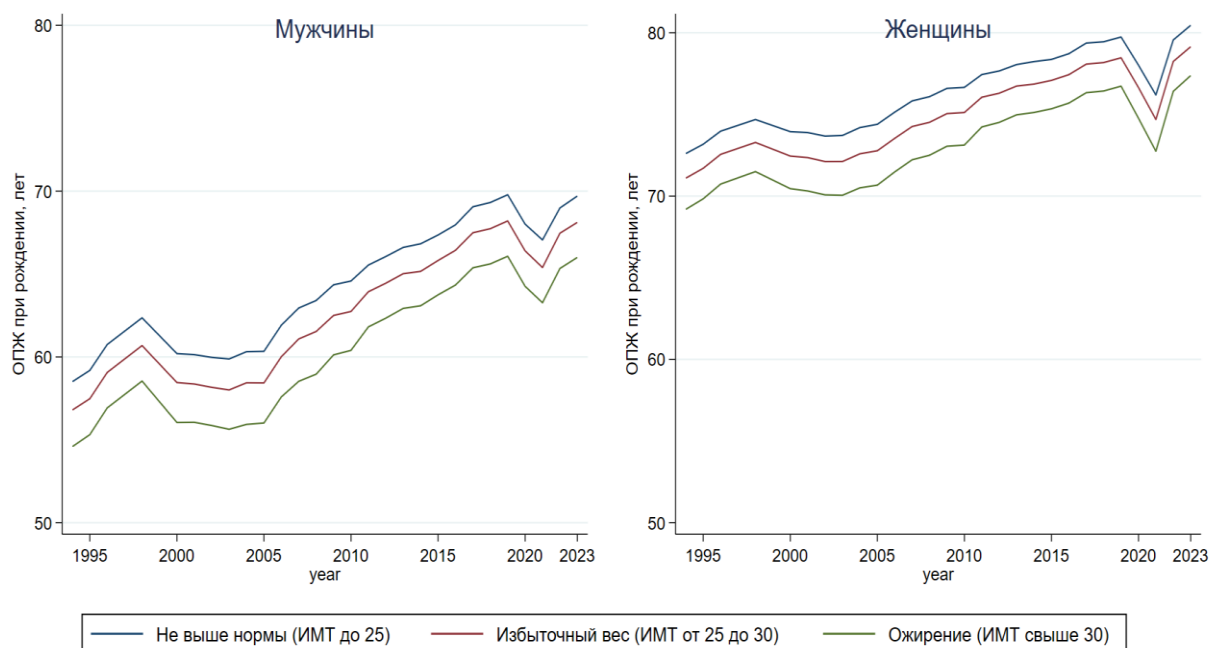 Мужчины
ОПЖ при рождении, лет
80
70
60
50
1995 2000 2005 2010 2015 2020 2023
year
Женщины
ОПЖ при рождении, лет
80
70
60
50
1995 2000 2005 2010 2015 2020 2023
year
Не выше нормы (ИМТ до 25) Избыточный вес (ИМТ от 25 до 30) Ожирение (ИМТ свыше 30)